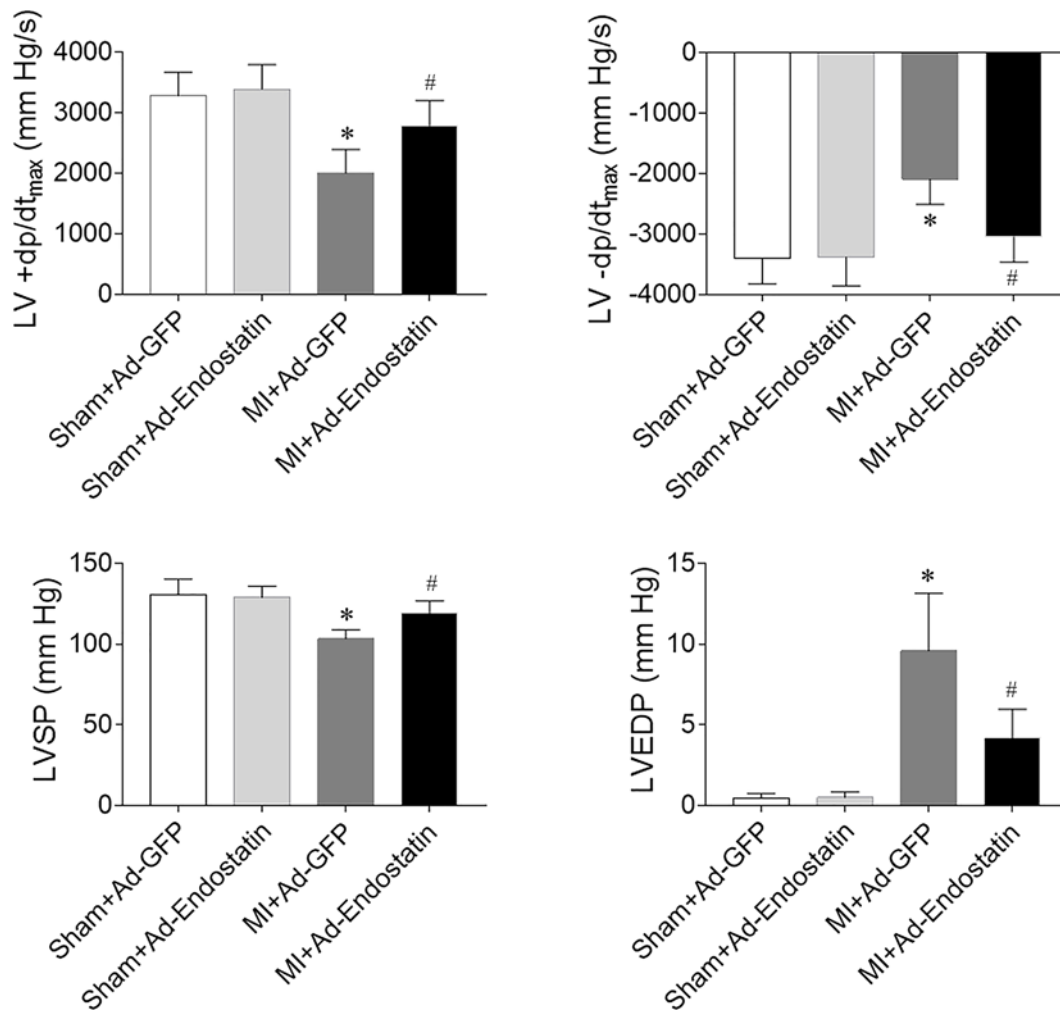 LV +dp/dtmax (mm Hg/s)
4000
3000
2000
1000
0
*
#
Sham+Ad-GFP
Sham+Ad-Endostatin
MI+Ad-GFP
MI+Ad-Endostatin
LV -dp/dtmax (mm Hg/s)
0
-1000
-2000
-3000
-4000
*
#
Sham+Ad-GFP
Sham+Ad-Endostatin
MI+Ad-GFP
MI+Ad-Endostatin
LVSP (mm Hg)
150
100
50
0
*
#
Sham+Ad-GFP
Sham+Ad-Endostatin
MI+Ad-GFP
MI+Ad-Endostatin
LVEDP (mm Hg)
15
10
5
0
*
#
Sham+Ad-GFP
Sham+Ad-Endostatin
MI+Ad-GFP
MI+Ad-Endostatin